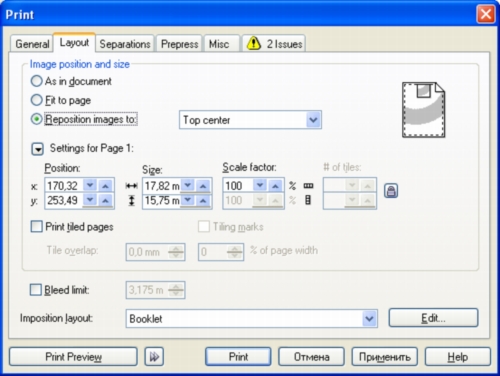 Print
General Layout Separations Prepress Misc 2 Issues
Image position and size
As in document
Fit to page
Reposition images to: Top center
Settings for Page 1:
Position: Size: Scale factor: # of tiles:
x: 170,32 17,82 m 100 %
y: 253,49 15,75 m 100 %
Print tiled pages Tiling marks
Tile overlap: 0,0 mm 0 % of page width
Bleed limit: 3,175 m
Imposition layout: Booklet Edit...
Print Preview Print Отмена Применить Help